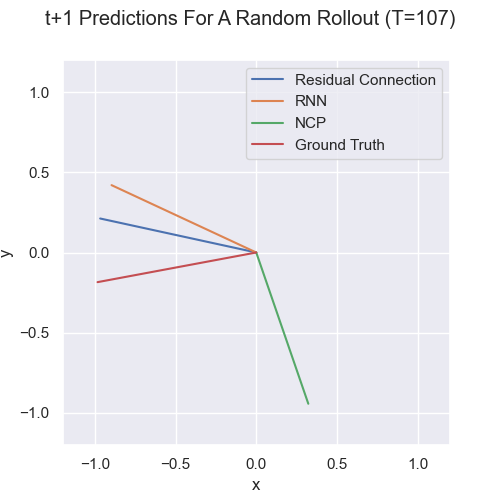 t+1 Predictions For A Random Rollout (T=107)
Residual Connection
RNN
NCP
Ground Truth
1.0
0.5
0.0
−0.5
−1.0
y
−1.0 −0.5 0.0 0.5 1.0
x